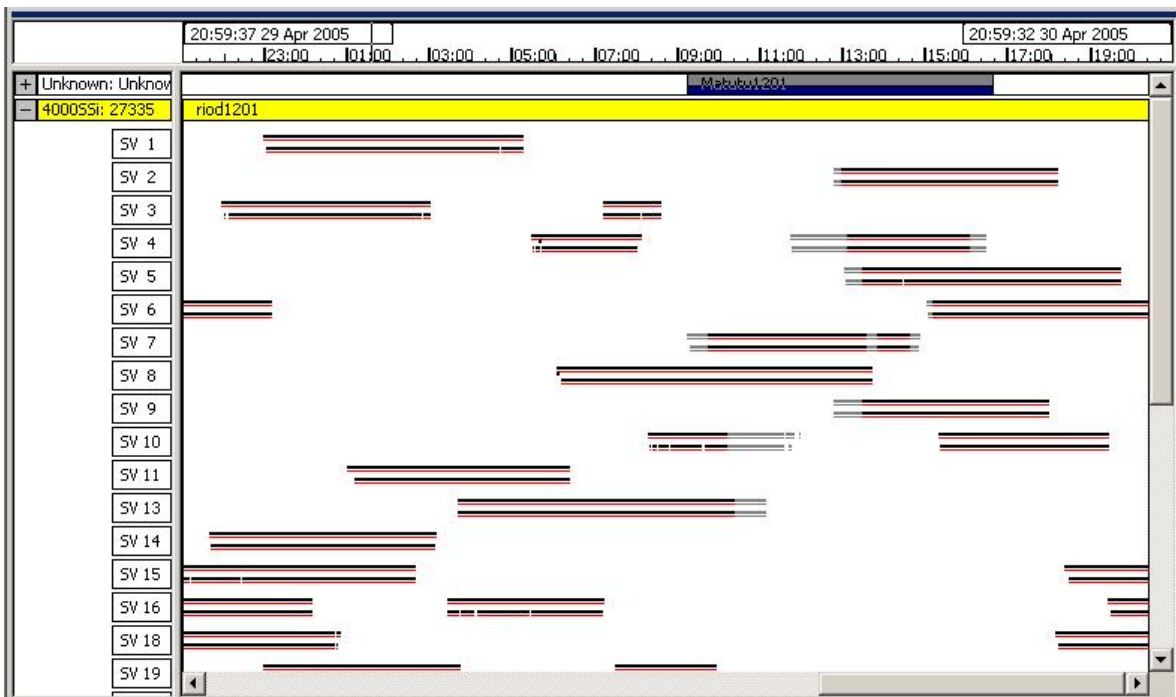 20:59:37 29 Apr 2005 20:59:32 30 Apr 2005
23:00 01:00 03:00 05:00 07:00 09:00 11:00 13:00 15:00 17:00 19:00
+ Unknown: Unknov Matutu1201
− 4000SSi: 27335 riod1201
SV 1
SV 2
SV 3
SV 4
SV 5
SV 6
SV 7
SV 8
SV 9
SV 10
SV 11
SV 13
SV 14
SV 15
SV 16
SV 18
SV 19